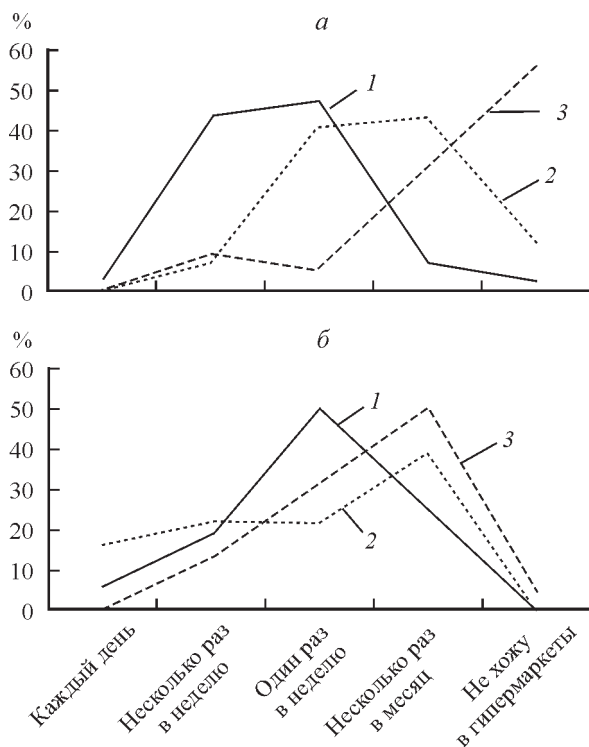 %
а
60
50
40
30
20
10
0
1
3
2
%
б
60
50
40
30
20
10
0
1
3
2
Каждый день
Несколько раз
в неделю
Один раз
в неделю
Несколько раз
в месяц
Не хожу
в гипермаркеты